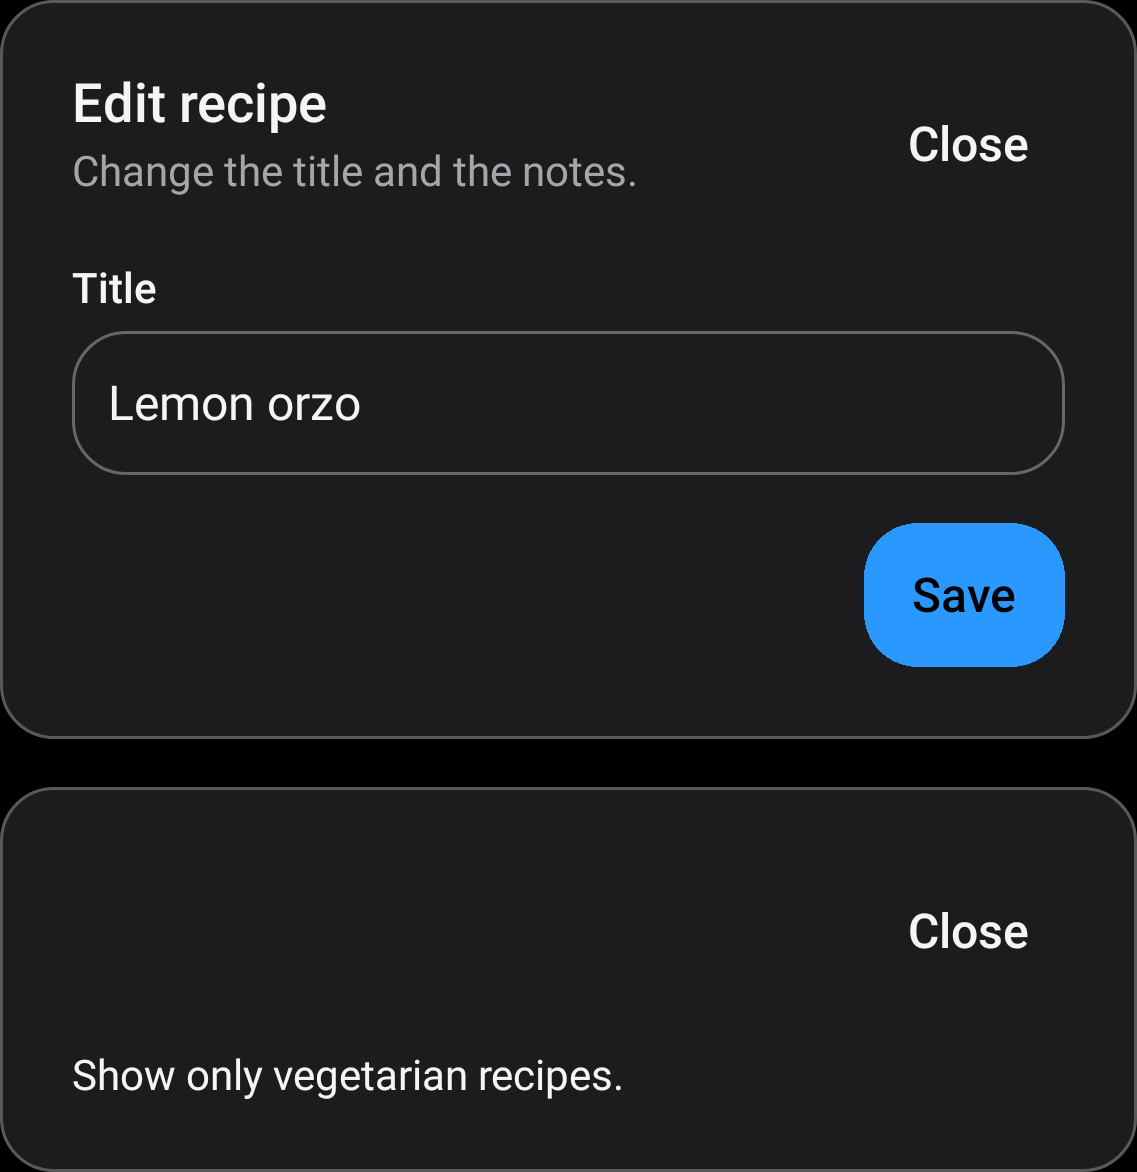 Edit recipe
Change the title and the notes.
Close
Title
Lemon orzo
Save
Close
Show only vegetarian recipes.